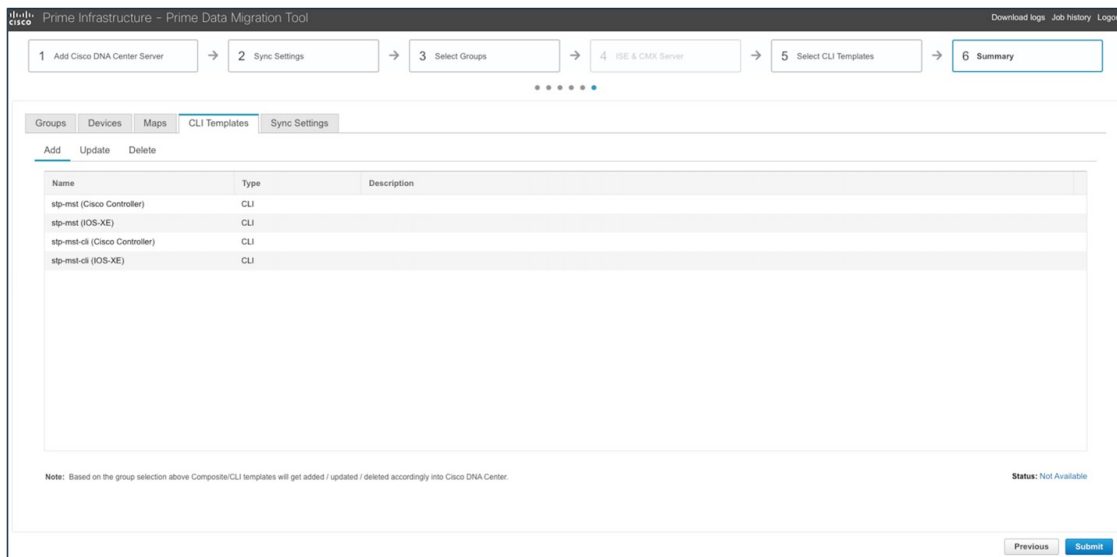 cisco Prime Infrastructure - Prime Data Migration Tool Download logs Job history Logou
1 Add Cisco DNA Center Server → 2 Sync Settings → 3 Select Groups → 4 ISE & CMX Server → 5 Select CLI Templates → 6 Summary
Groups Devices Maps CLI Templates Sync Settings
Add Update Delete
Name Type Description
stp-mst (Cisco Controller) CLI
stp-mst (IOS-XE) CLI
stp-mst-cli (Cisco Controller) CLI
stp-mst-cli (IOS-XE) CLI
Note: Based on the group selection above Composite/CLI templates will get added / updated / deleted accordingly into Cisco DNA Center. Status: Not Available
Previous Submit